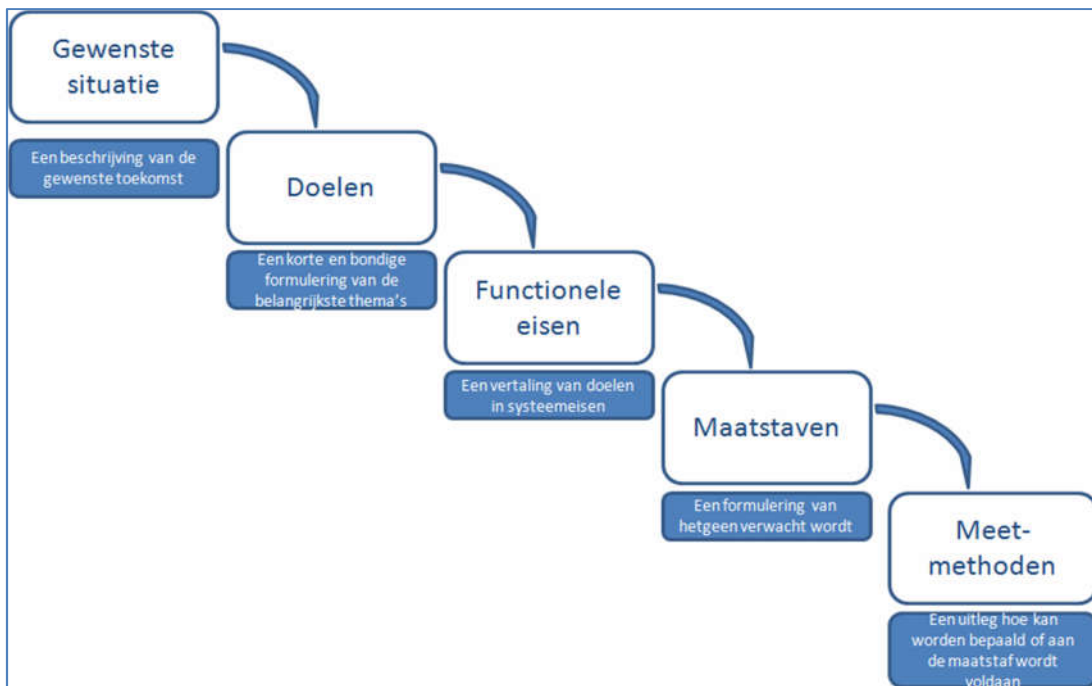 Gewenste
situatie
Een beschrijving van de
gewenste toekomst
Doelen
Een korte en bondige
formulering van de
belangrijkste thema's
Functionele
eisen
Een vertaling van doelen
in systeemeisen
Maatstaven
Een formulering van
hetgeen verwacht wordt
Meet-
methoden
Een uitleg hoe kan
worden bepaald of aan
de maatstaf wordt
voldaan